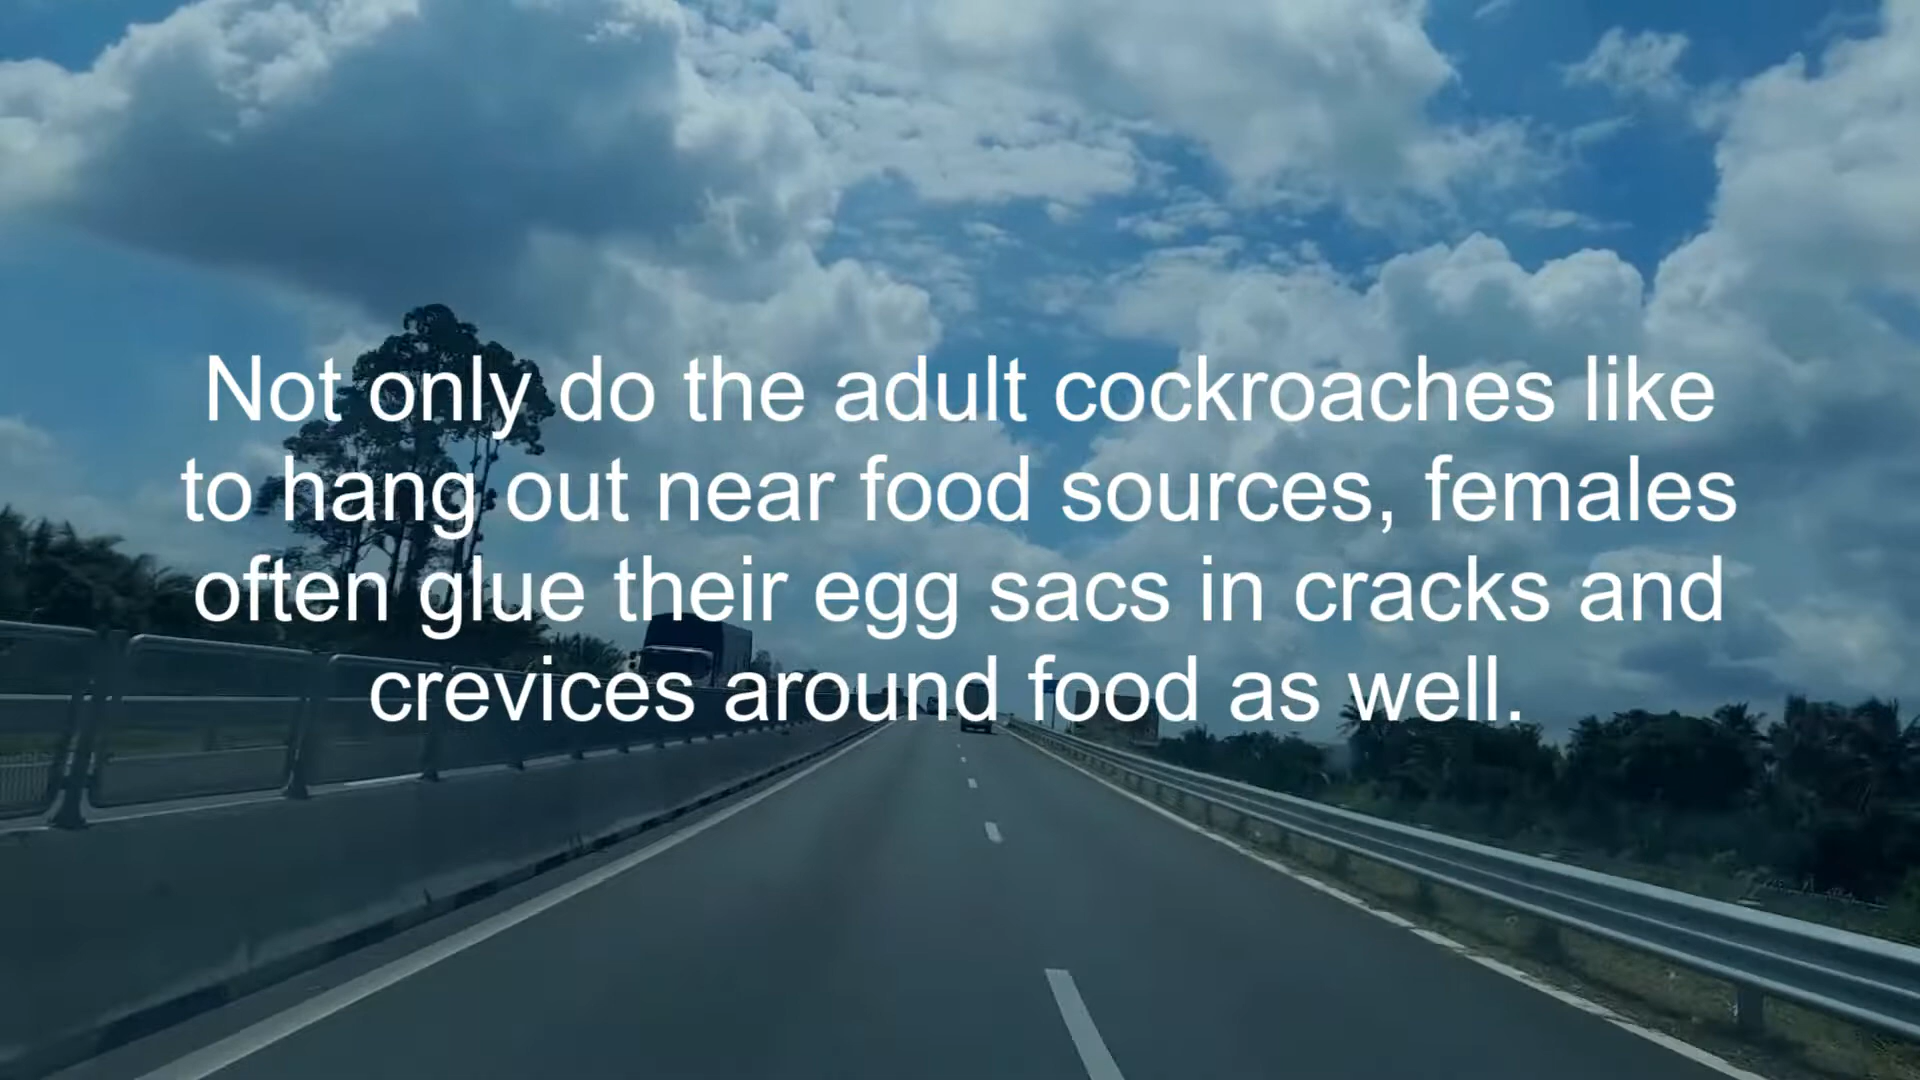 Not only do the adult cockroaches like
to hang out near food sources, females
often glue their egg sacs in cracks and
crevices around food as well.